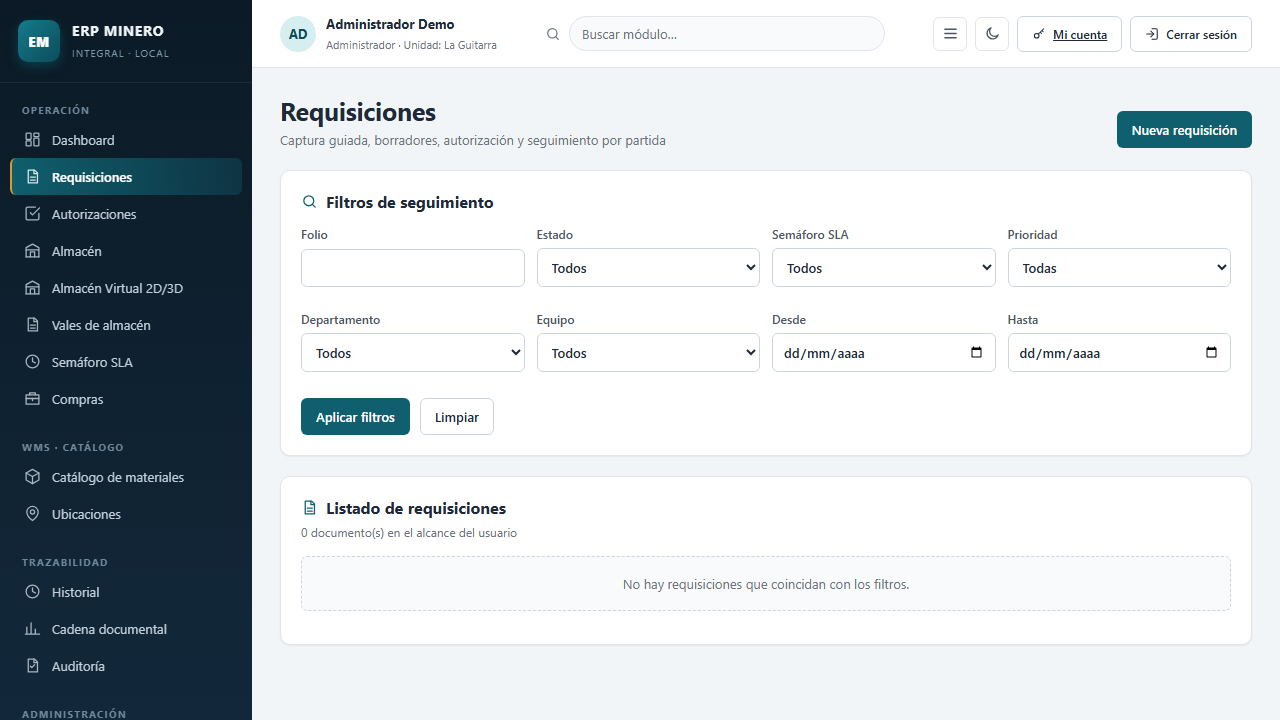 EM
ERP MINERO
INTEGRAL · LOCAL
OPERACIÓN
Dashboard
Requisiciones
Autorizaciones
Almacén
Almacén Virtual 2D/3D
Vales de almacén
Semáforo SLA
Compras
WMS · CATÁLOGO
Catálogo de materiales
Ubicaciones
TRAZABILIDAD
Historial
Cadena documental
Auditoría
ADMINISTRACIÓN
AD
Administrador Demo
Administrador · Unidad: La Guitarra
Buscar módulo...
Mi cuenta
Cerrar sesión
Requisiciones
Captura guiada, borradores, autorización y seguimiento por partida
Nueva requisición
Filtros de seguimiento
Folio
Estado
Semáforo SLA
Prioridad
Todos
Todos
Todas
Departamento
Equipo
Desde
Hasta
Todos
Todos
dd/mm/aaaa
dd/mm/aaaa
Aplicar filtros
Limpiar
Listado de requisiciones
0 documento(s) en el alcance del usuario
No hay requisiciones que coincidan con los filtros.